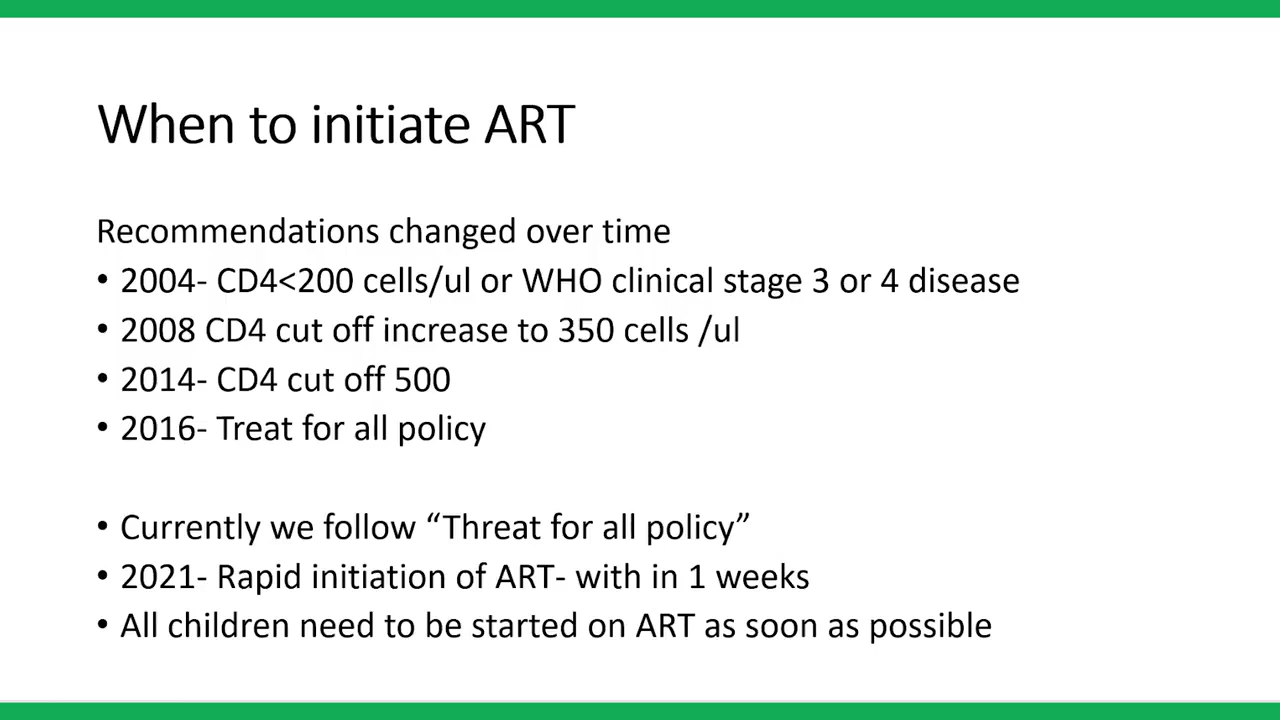 When to initiate ART
Recommendations changed over time
• 2004- CD4<200 cells/ul or WHO clinical stage 3 or 4 disease
• 2008 CD4 cut off increase to 350 cells /ul
• 2014- CD4 cut off 500
• 2016- Treat for all policy
• Currently we follow “Threat for all policy”
• 2021- Rapid initiation of ART- with in 1 weeks
• All children need to be started on ART as soon as possible